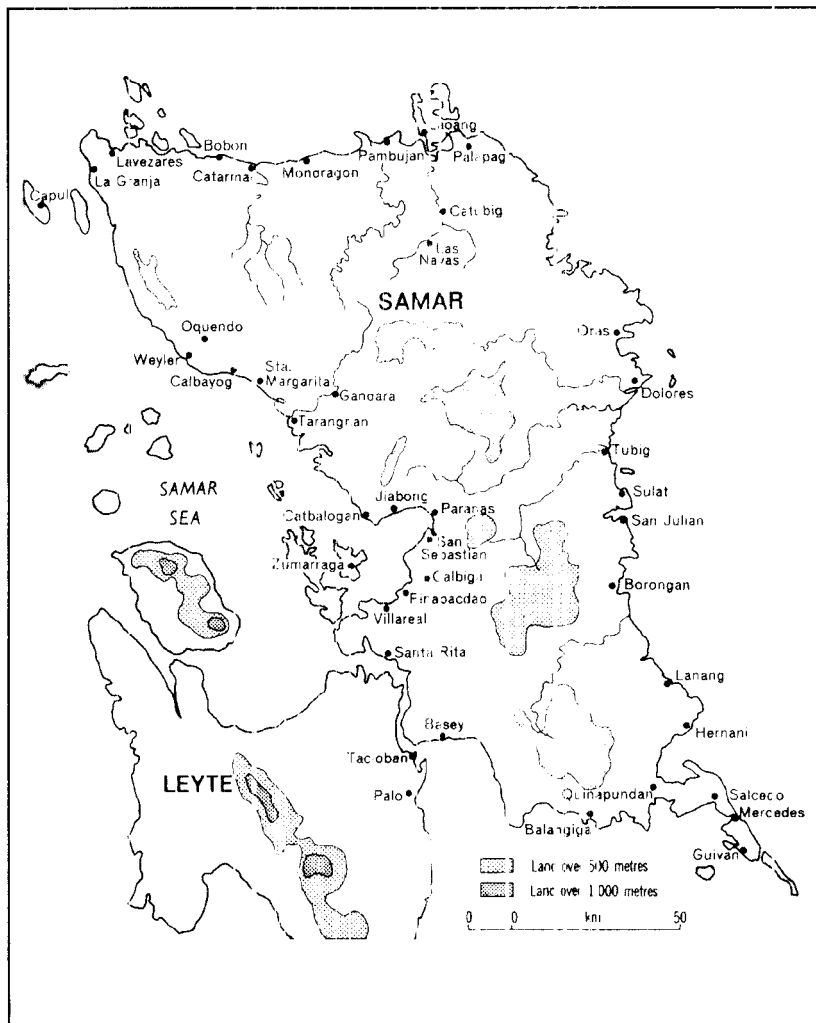 Bobon
Lavezares
La Granja
Capul
Catarman
Mondragon
Pambujan
Laoang
Palapag
Catubig
Las
Navas
SAMAR
Oquendo
Weyler
Calbayog
Sta.
Margarita
Gandara
Tarangnan
Oras
Dolores
Tubig
Sulat
San Julian
SAMAR
SEA
Jiabong
Catbalogan
Paranas
San
Sebastian
Zumarraga
Calbiga
Pinabacdao
Villareal
Borongan
Santa Rita
Lanang
Hernani
Basey
Tacloban
LEYTE
Palo
Quinapundan
Salcedo
Mercedes
Balangiga
Guivan
Land over 500 metres
Land over 1 000 metres
0 0 km 50